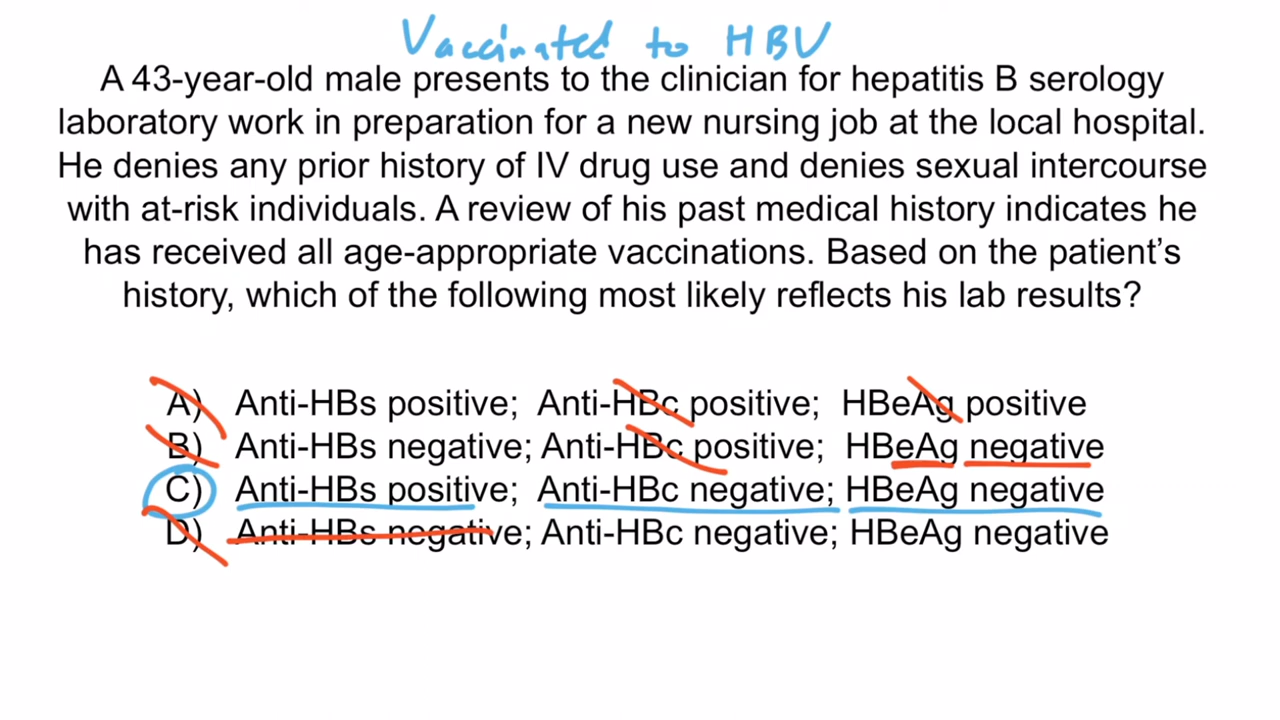 Vaccinated to HBV
A 43-year-old male presents to the clinician for hepatitis B serology
laboratory work in preparation for a new nursing job at the local hospital.
He denies any prior history of IV drug use and denies sexual intercourse
with at-risk individuals. A review of his past medical history indicates he
has received all age-appropriate vaccinations. Based on the patient’s
history, which of the following most likely reflects his lab results?
A) Anti-HBs positive; Anti-HBc positive; HBeAg positive
B) Anti-HBs negative; Anti-HBc positive; HBeAg negative
C) Anti-HBs positive; Anti-HBc negative; HBeAg negative
D) Anti-HBs negative; Anti-HBc negative; HBeAg negative